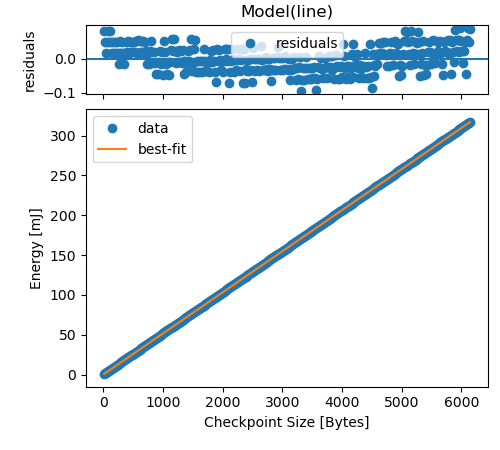 Model(line)
residuals
0.0
−0.1
residuals
data
best-fit
Energy [mJ]
300
250
200
150
100
50
0
0 1000 2000 3000 4000 5000 6000
Checkpoint Size [Bytes]